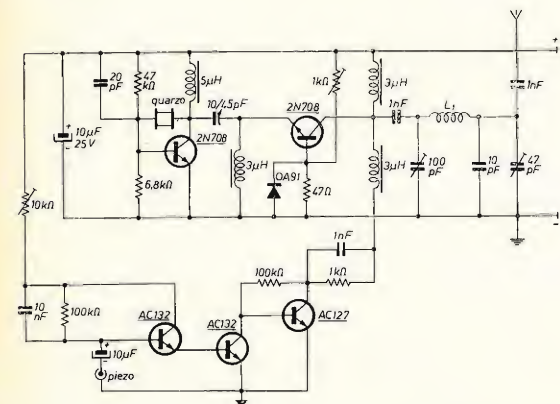 20 pF
47 kΩ
5µH
quarzo
10/45pF
2N708
10µF 25V
6,8kΩ
2N708
3µH
1kΩ
OA91
47Ω
3µH
3µH
1nF
L1
100 pF
10 pF
1nF
47 pF
+
-
10kΩ
10 nF
100kΩ
10µF
piezo
AC132
AC132
100kΩ
1nF
1kΩ
AC127